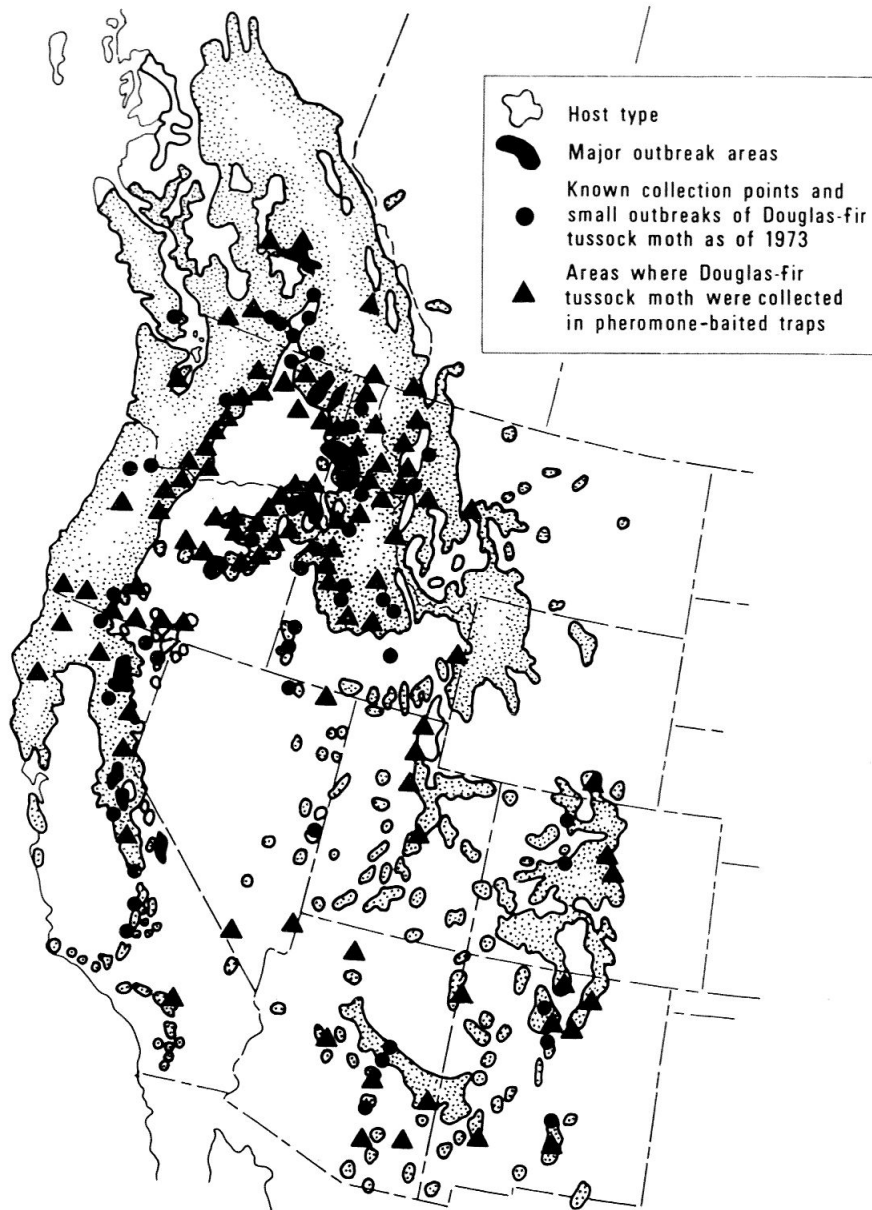 Host type
Major outbreak areas
Known collection points and
small outbreaks of Douglas-fir
tussock moth as of 1973
Areas where Douglas-fir
tussock moth were collected
in pheromone-baited traps